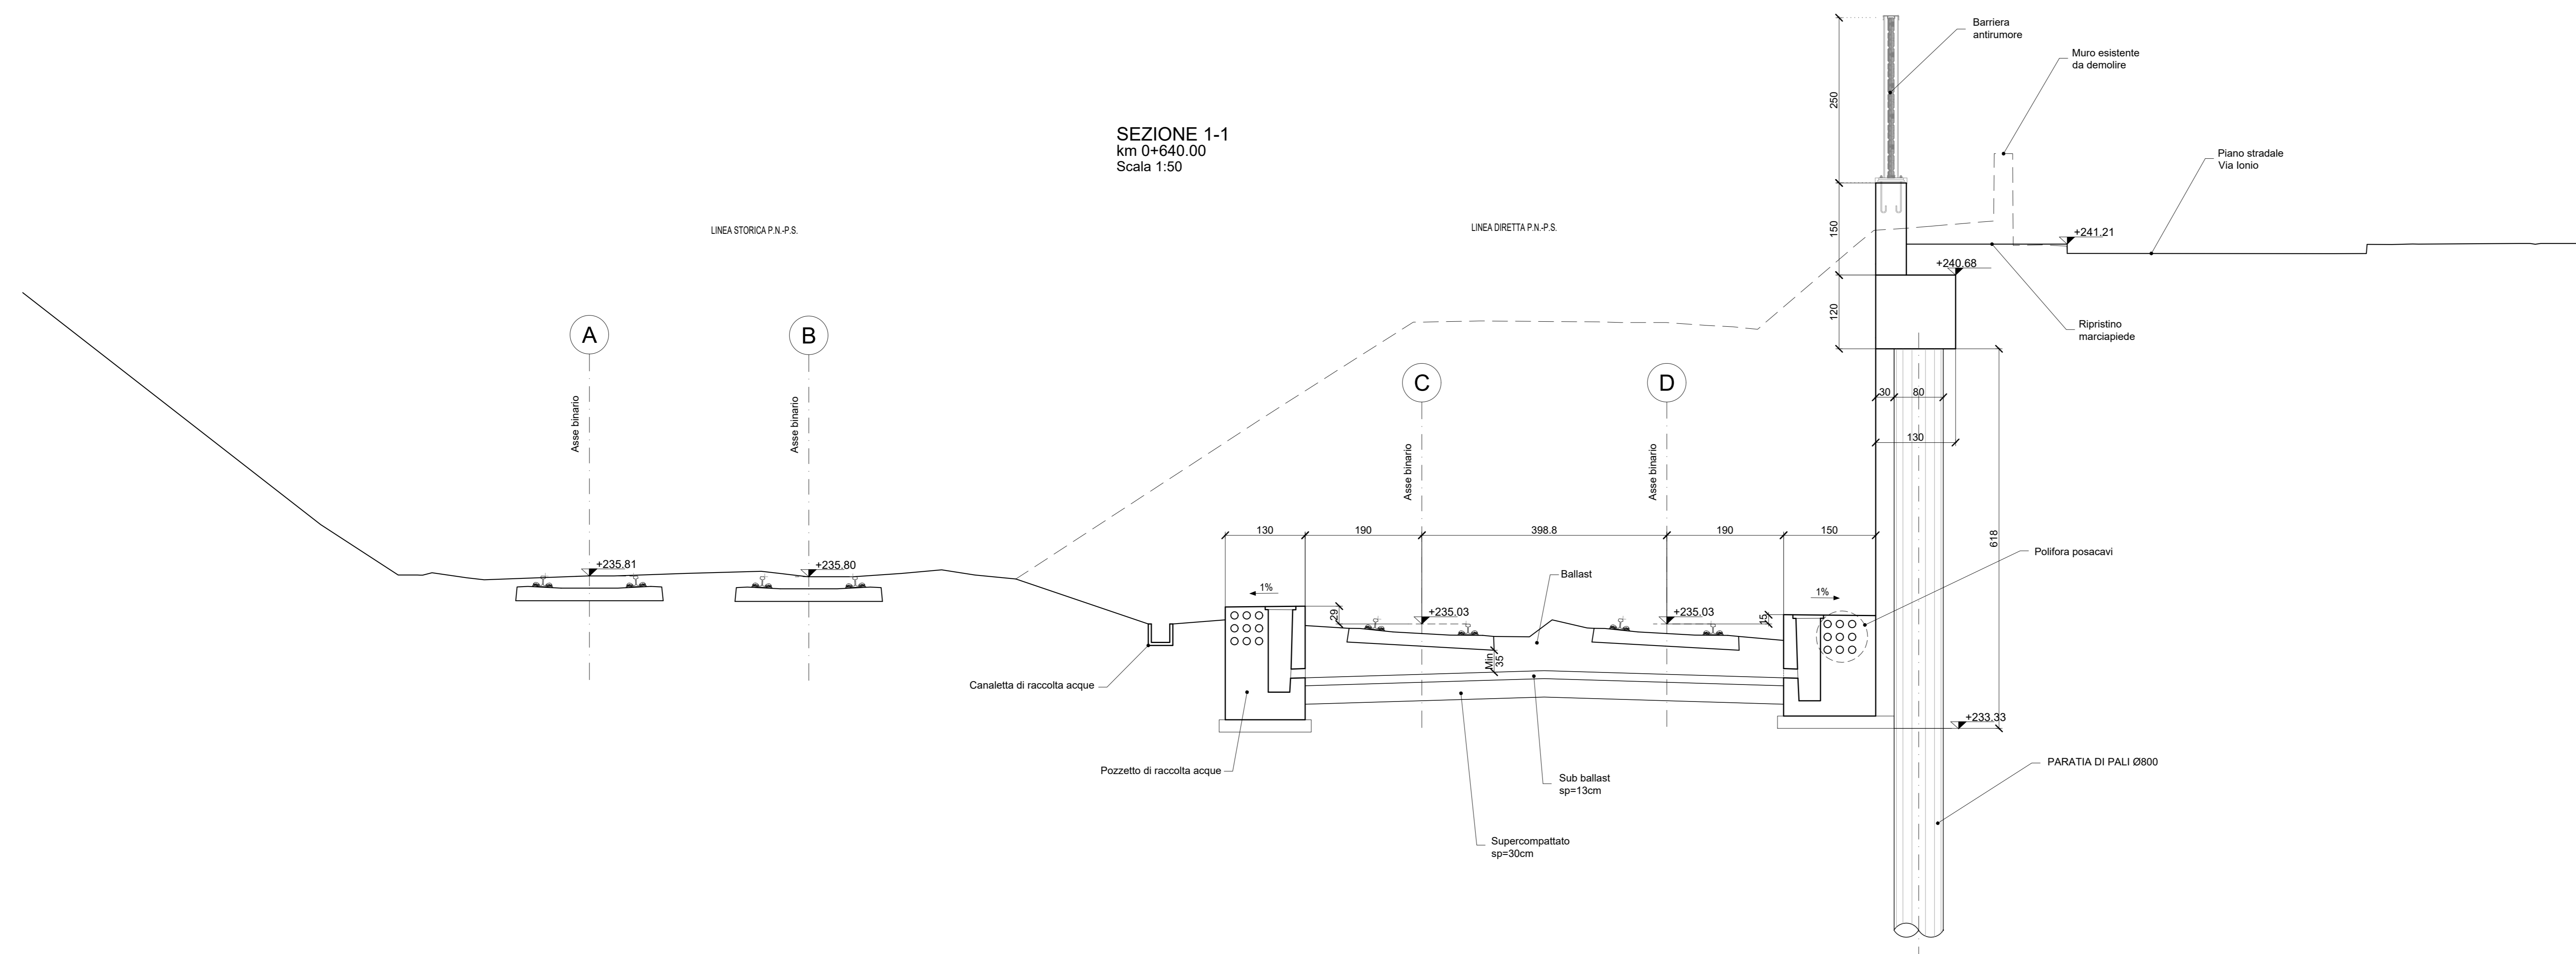 Barriera
antirumore
Muro esistente
da demolire
250
SEZIONE 1-1
km 0+640.00
Scala 1:50
Piano stradale
Via Ionio
LINEA STORICA P.N.-P.S.
LINEA DIRETTA P.N.-P.S.
150
+241.21
+240.68
120
Ripristino
marciapiede
A
B
C
D
Asse binario
Asse binario
Asse binario
Asse binario
30
80
130
130
190
398.8
190
150
618
Polifora posacavi
+235.81
+235.80
Ballast
1%
1%
29
+235.03
+235.03
15
Min
35
Canaletta di raccolta acque
+233.33
Pozzetto di raccolta acque
PARATIA DI PALI Ø800
Sub ballast
sp=13cm
Supercompattato
sp=30cm